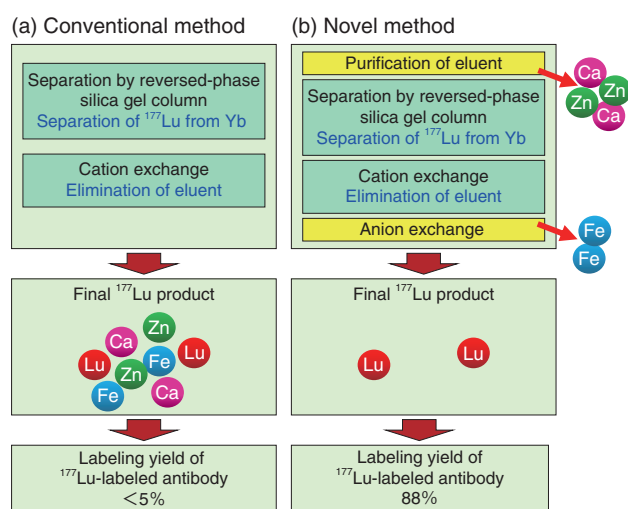 (a) Conventional method
Separation by reversed-phase
silica gel column
Separation of ¹⁷⁷Lu from Yb
Cation exchange
Elimination of eluent
Final ¹⁷⁷Lu product
Zn
Ca
Lu
Lu
Fe
Zn
Fe
Ca
Labeling yield of
¹⁷⁷Lu-labeled antibody
<5%
(b) Novel method
Purification of eluent
Ca
Zn
Zn
Ca
Separation by reversed-phase
silica gel column
Separation of ¹⁷⁷Lu from Yb
Cation exchange
Elimination of eluent
Anion exchange
Fe
Fe
Final ¹⁷⁷Lu product
Lu
Lu
Labeling yield of
¹⁷⁷Lu-labeled antibody
88%